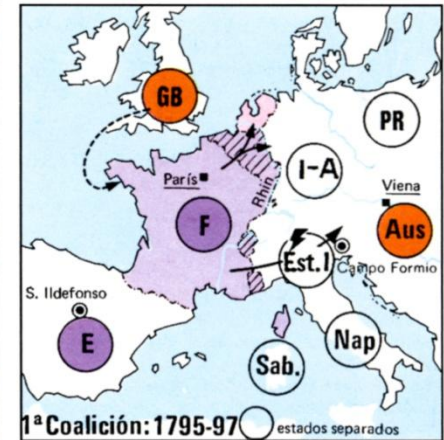 GB
PR
I-A
París
Rhin
Viena
F
Aus
Est.I
Campo Formio
S. Ildefonso
E
Nap
Sab.
1ª Coalición: 1795-97
estados separados